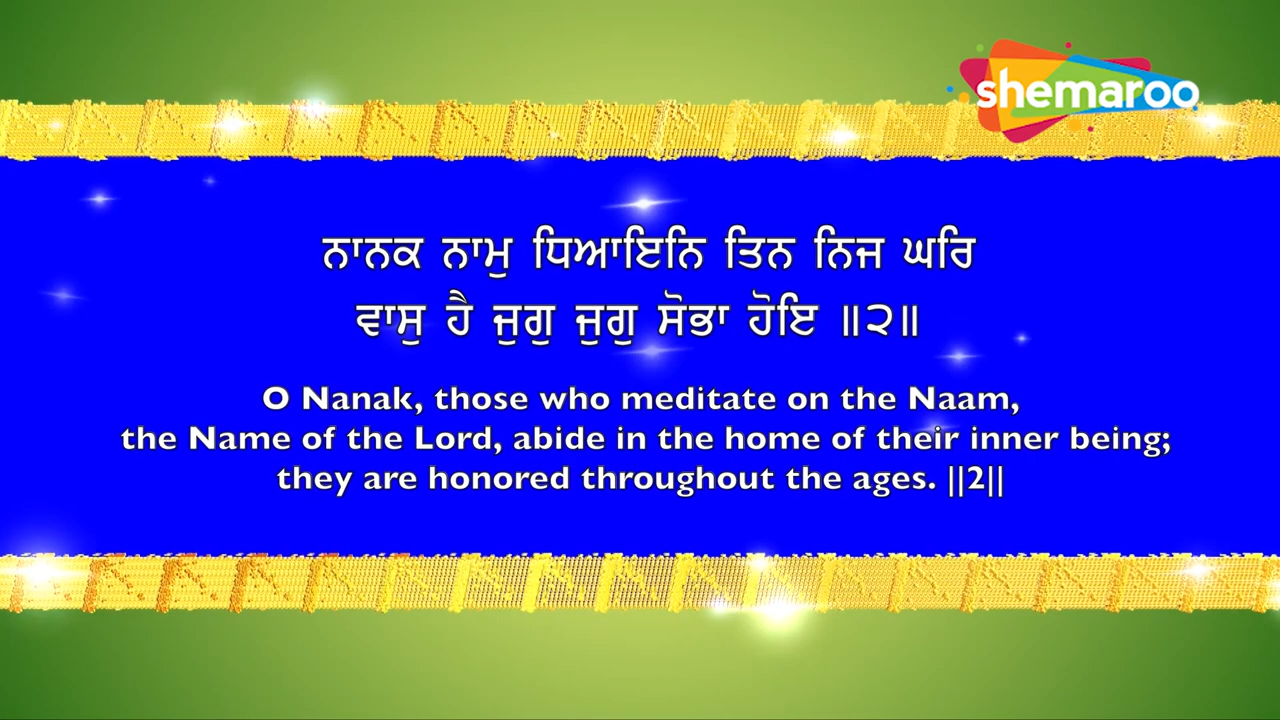 shemaroo
ਨਾਨਕ ਨਾਮੁ ਧਿਆਇਨਿ ਤਿਨ ਨਿਜ ਘਰਿ
ਵਾਸੁ ਹੈ ਜੁਗੁ ਜੁਗੁ ਸੋਭਾ ਹੋਇ ॥੨॥
O Nanak, those who meditate on the Naam,
the Name of the Lord, abide in the home of their inner being;
they are honored throughout the ages. ||2||